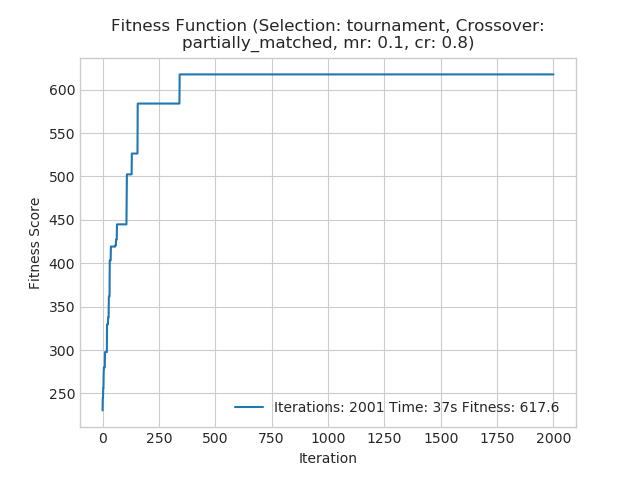 Fitness Function (Selection: tournament, Crossover:
partially_matched, mr: 0.1, cr: 0.8)
Fitness Score
600
550
500
450
400
350
300
250
Iterations: 2001 Time: 37s Fitness: 617.6
0 250 500 750 1000 1250 1500 1750 2000
Iteration